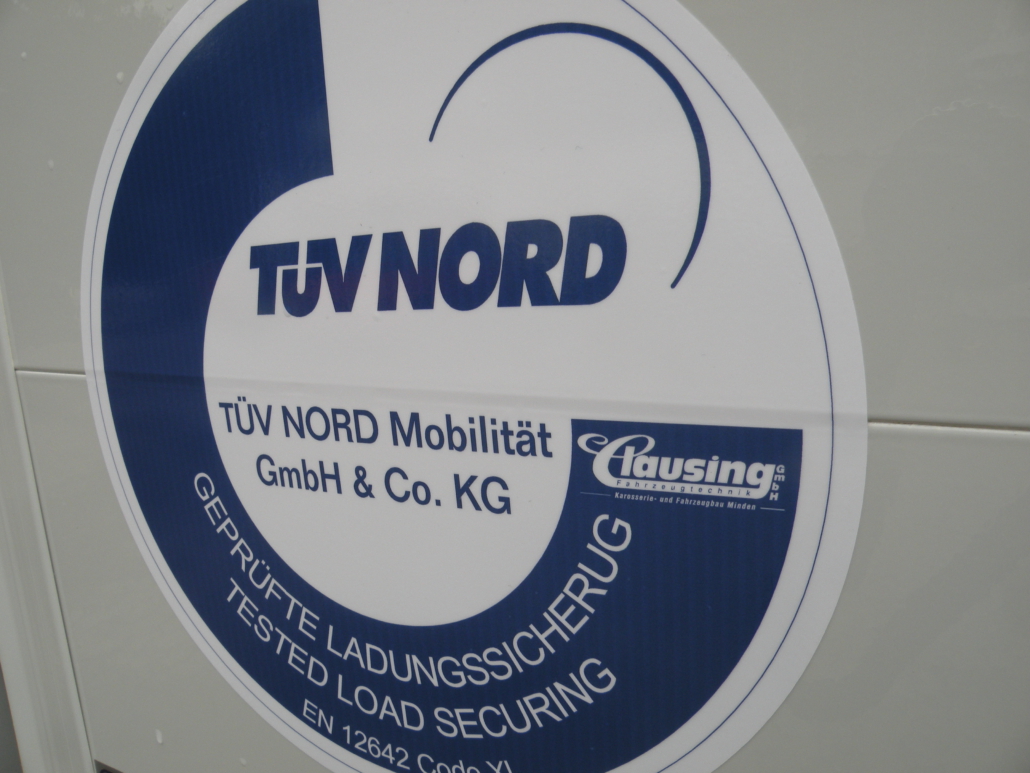 TÜV NORD
TÜV NORD Mobilität
GmbH & Co. KG
Clausing GmbH
Fahrzeugtechnik
Karosserie- und Fahrzeugbau Minden
GEPRÜFTE LADUNGSSICHERUG
TESTED LOAD SECURING
EN 12642 Code XL